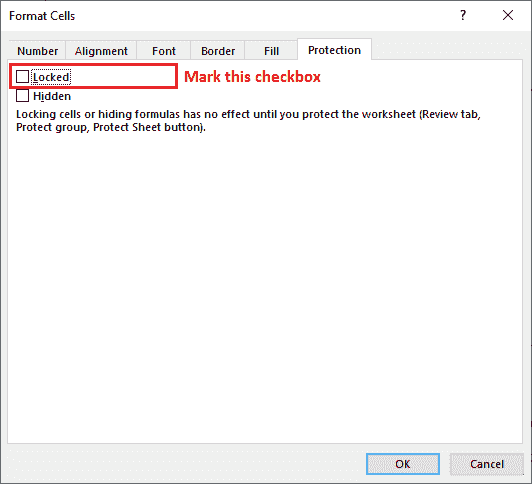 Format Cells
?
Number Alignment Font Border Fill Protection
Locked Mark this checkbox
Hidden
Locking cells or hiding formulas has no effect until you protect the worksheet (Review tab,
Protect group, Protect Sheet button).
OK Cancel